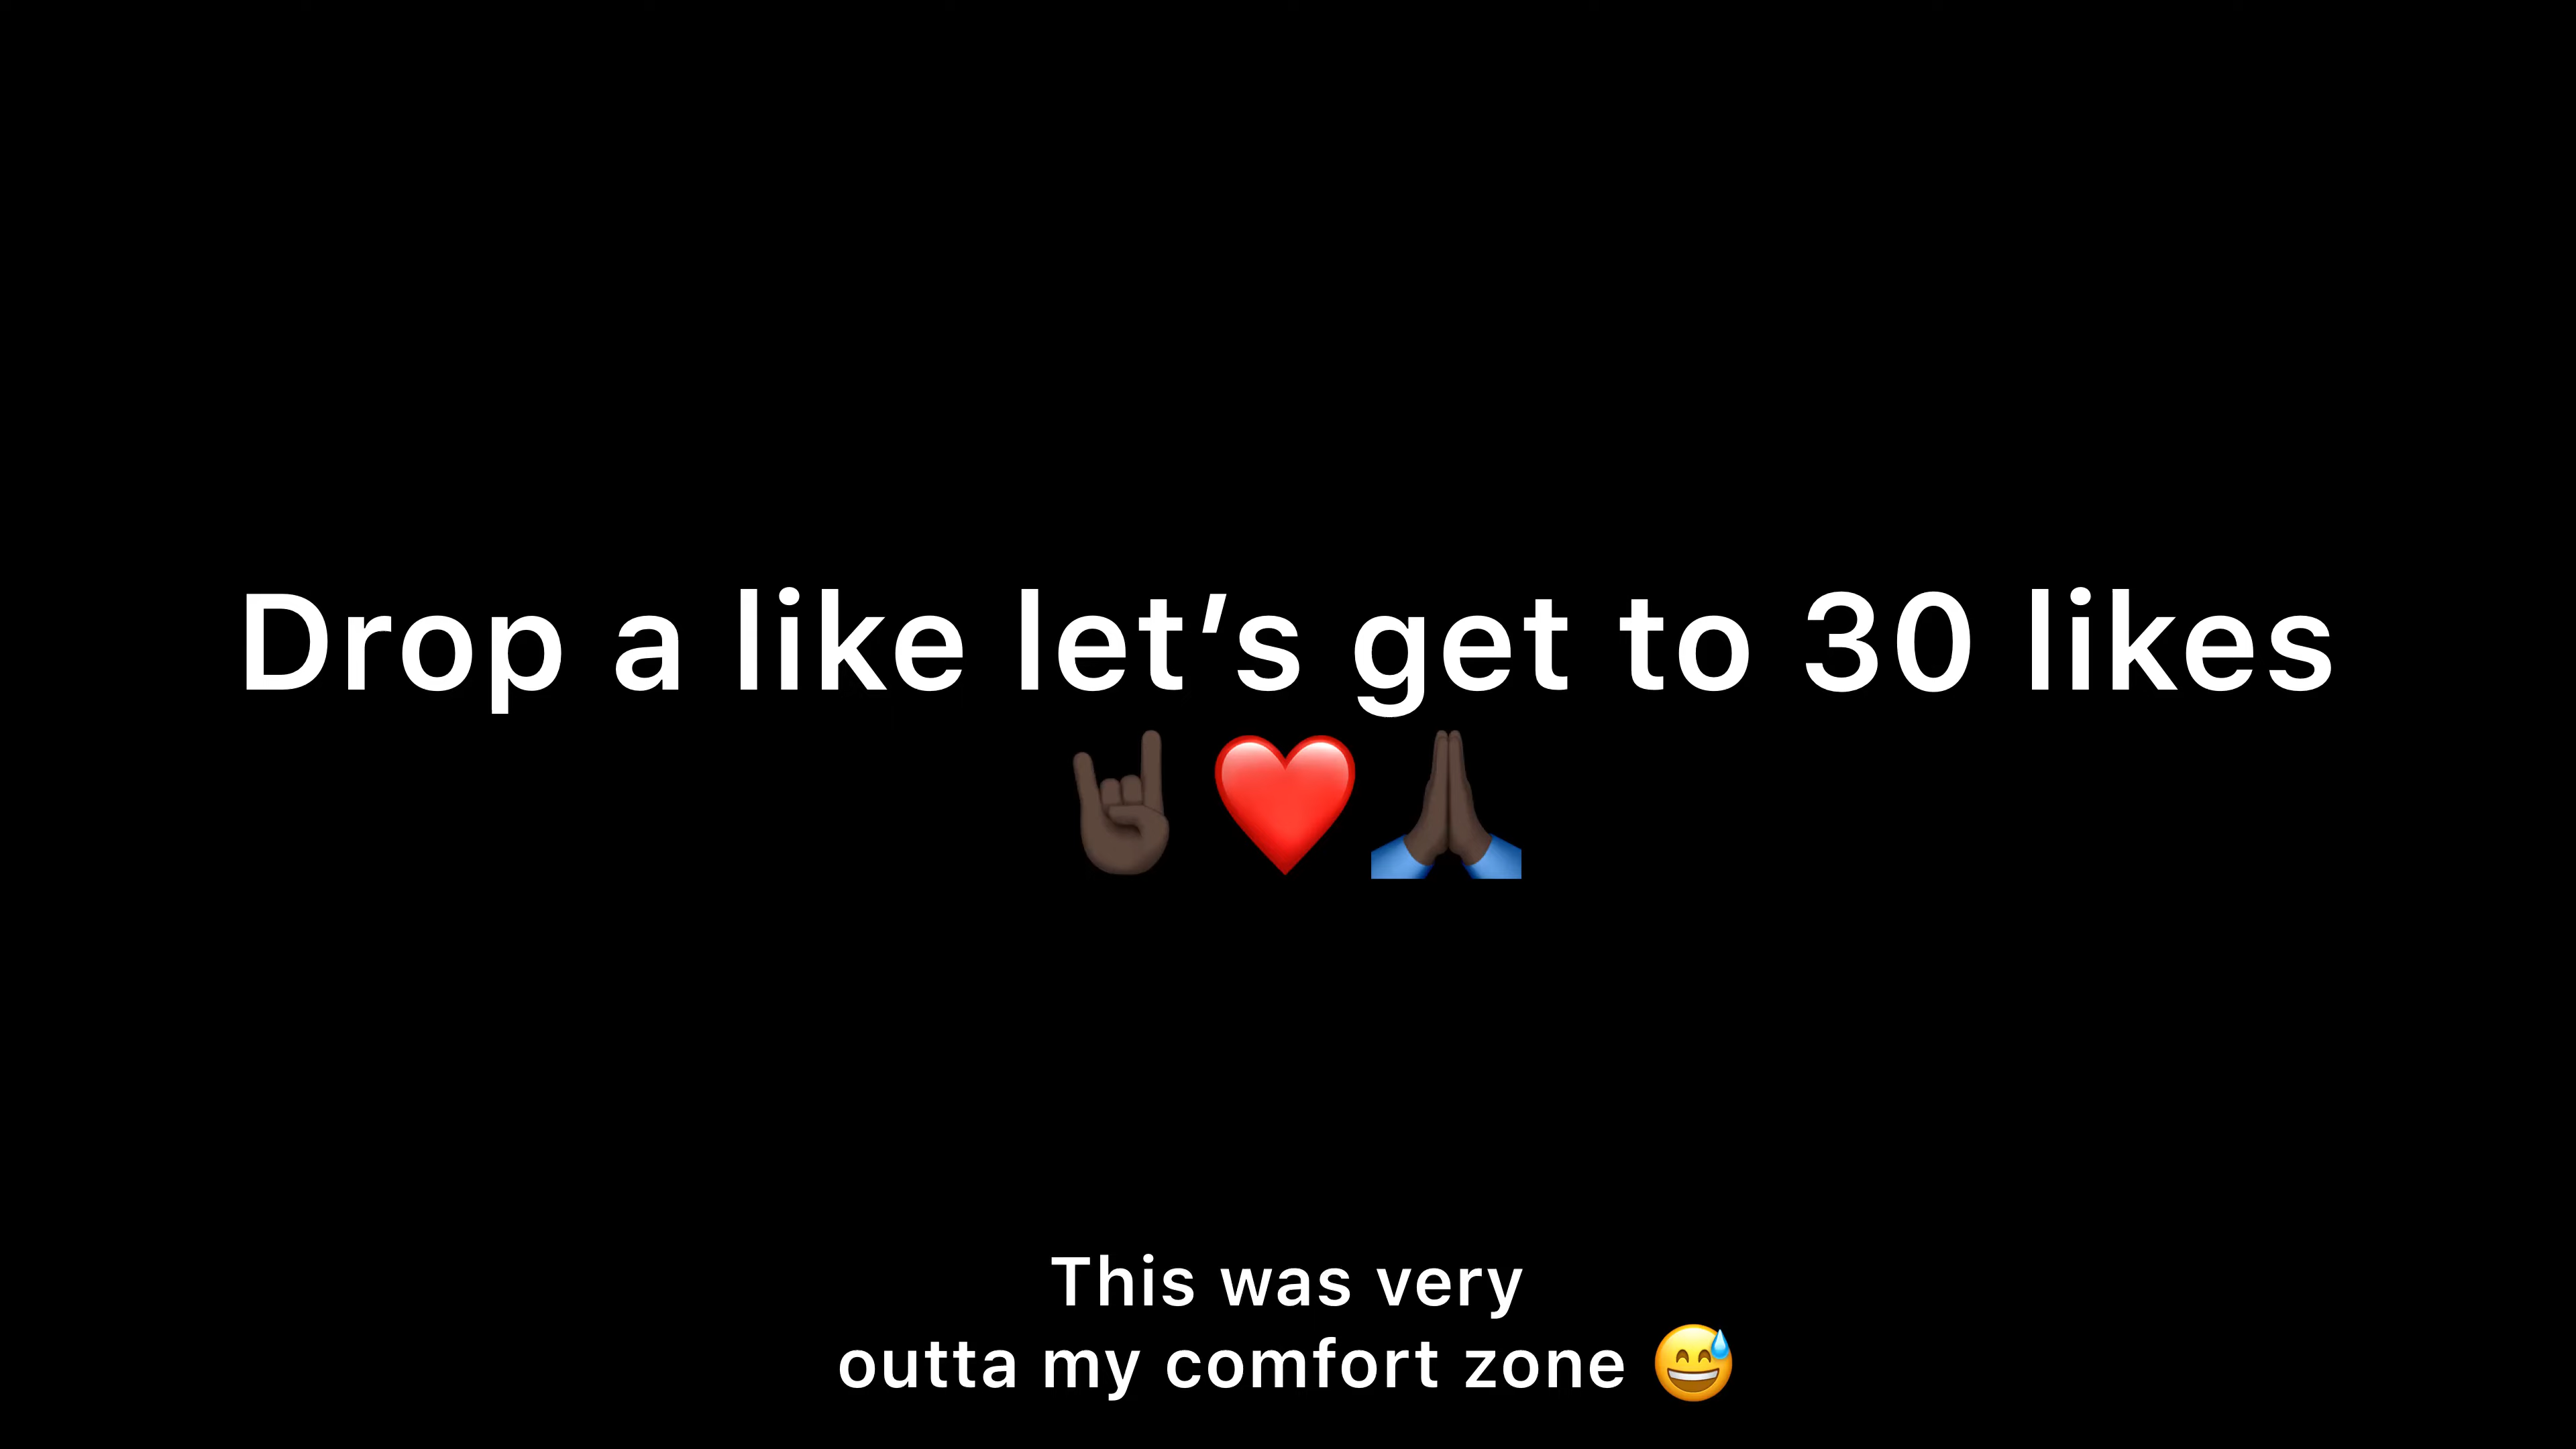 Drop a like let’s get to 30 likes
🤘🏿❤️🙏🏿
This was very
outta my comfort zone 😅